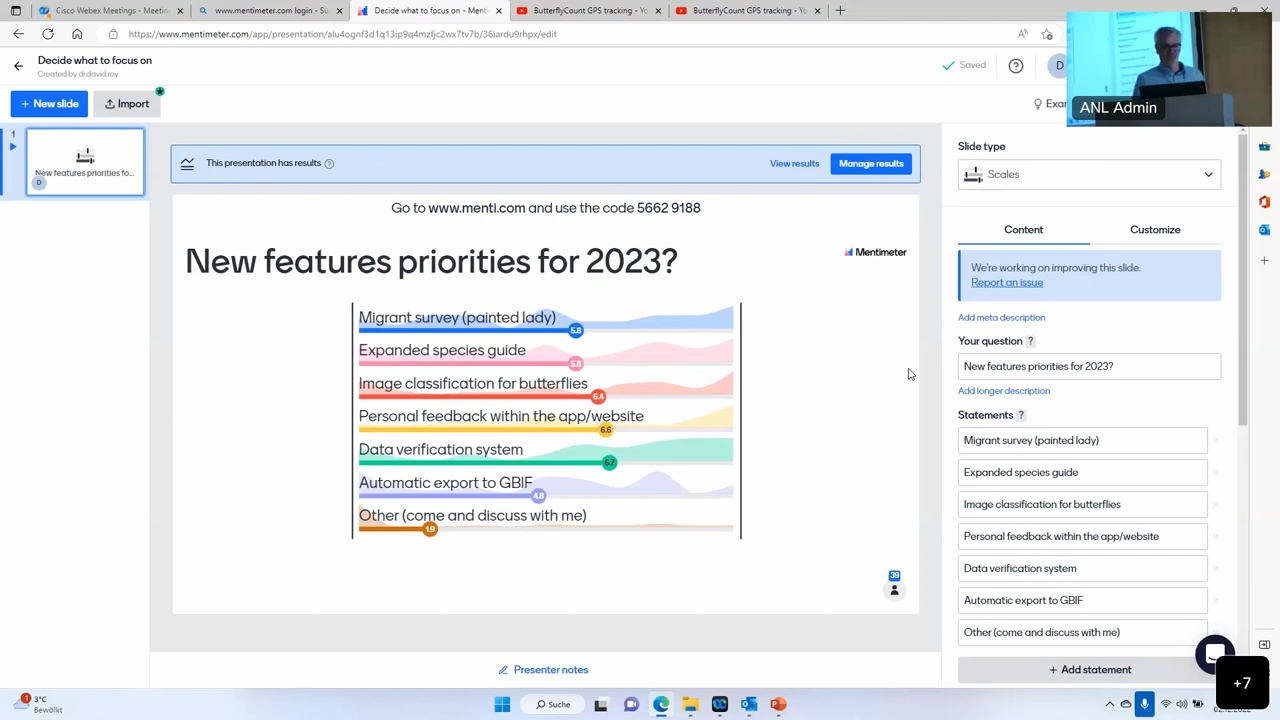 Cisco Webex Meetings - Meeting
www.mentimeter.com login - Su
Decide what to focus on - Menti
ButterflyCount GPS tracking - Yo
ButterflyCount GPS tracking - Yo
https://www.mentimeter.com/app/presentation/alu4ognf3d1q13ip9q4mzfjc2wx7tv7b/36iardu9rhpx/edit
Decide what to focus on
Created by dr.david.roy
Saved
D
+ New slide
Import
Exar
ANL Admin
1
New features priorities fo...
D
This presentation has results
View results
Manage results
Go to www.menti.com and use the code 5662 9188
New features priorities for 2023?
Mentimeter
Migrant survey (painted lady)
5.8
Expanded species guide
5.8
Image classification for butterflies
6.4
Personal feedback within the app/website
6.6
Data verification system
6.7
Automatic export to GBIF
4.8
Other (come and discuss with me)
1.9
39
Presenter notes
Slide type
Scales
Content
Customize
We're working on improving this slide.
Report an issue
Add meta description
Your question ?
New features priorities for 2023?
Add longer description
Statements ?
Migrant survey (painted lady)
Expanded species guide
Image classification for butterflies
Personal feedback within the app/website
Data verification system
Automatic export to GBIF
Other (come and discuss with me)
+ Add statement
+7
1
3°C
Bewölkt
Suche
02.12.2022